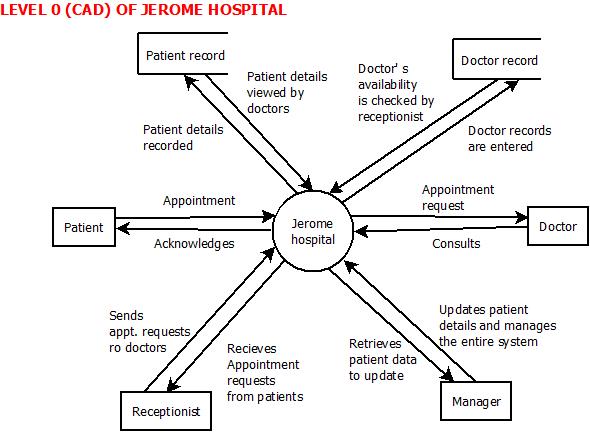 LEVEL 0 (CAD) OF JEROME HOSPITAL
Patient record
Doctor record
Patient details
viewed by
doctors
Doctor' s
availability
is checked by
receptionist
Patient details
recorded
Doctor records
are entered
Appointment
Appointment
request
Patient
Jerome
hospital
Doctor
Acknowledges
Consults
Sends
appt. requests
ro doctors
Recieves
Appointment
requests
from patients
Retrieves
patient data
to update
Updates patient
details and manages
the entire system
Receptionist
Manager